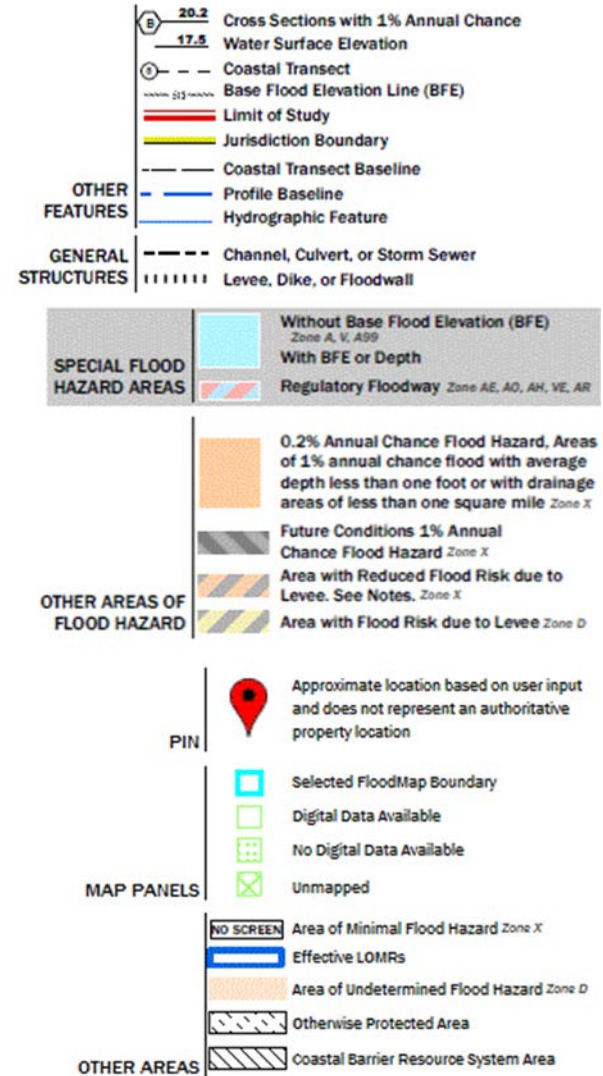 B 20.2 Cross Sections with 1% Annual Chance
17.5 Water Surface Elevation
8 Coastal Transect
513 Base Flood Elevation Line (BFE)
Limit of Study
Jurisdiction Boundary
Coastal Transect Baseline
OTHER FEATURES
Profile Baseline
Hydrographic Feature
GENERAL STRUCTURES
Channel, Culvert, or Storm Sewer
Levee, Dike, or Floodwall
Without Base Flood Elevation (BFE)
Zone A, V, A99
With BFE or Depth
SPECIAL FLOOD
HAZARD AREAS
Regulatory Floodway Zone AE, AO, AH, VE, AR
0.2% Annual Chance Flood Hazard, Areas
of 1% annual chance flood with average
depth less than one foot or with drainage
areas of less than one square mile Zone X
Future Conditions 1% Annual
Chance Flood Hazard Zone X
Area with Reduced Flood Risk due to
Levee. See Notes. Zone X
OTHER AREAS OF
FLOOD HAZARD
Area with Flood Risk due to Levee Zone D
Approximate location based on user input
and does not represent an authoritative
property location
PIN
Selected FloodMap Boundary
Digital Data Available
No Digital Data Available
Unmapped
MAP PANELS
NO SCREEN Area of Minimal Flood Hazard Zone X
Effective LOMRs
Area of Undetermined Flood Hazard Zone D
Otherwise Protected Area
Coastal Barrier Resource System Area
OTHER AREAS